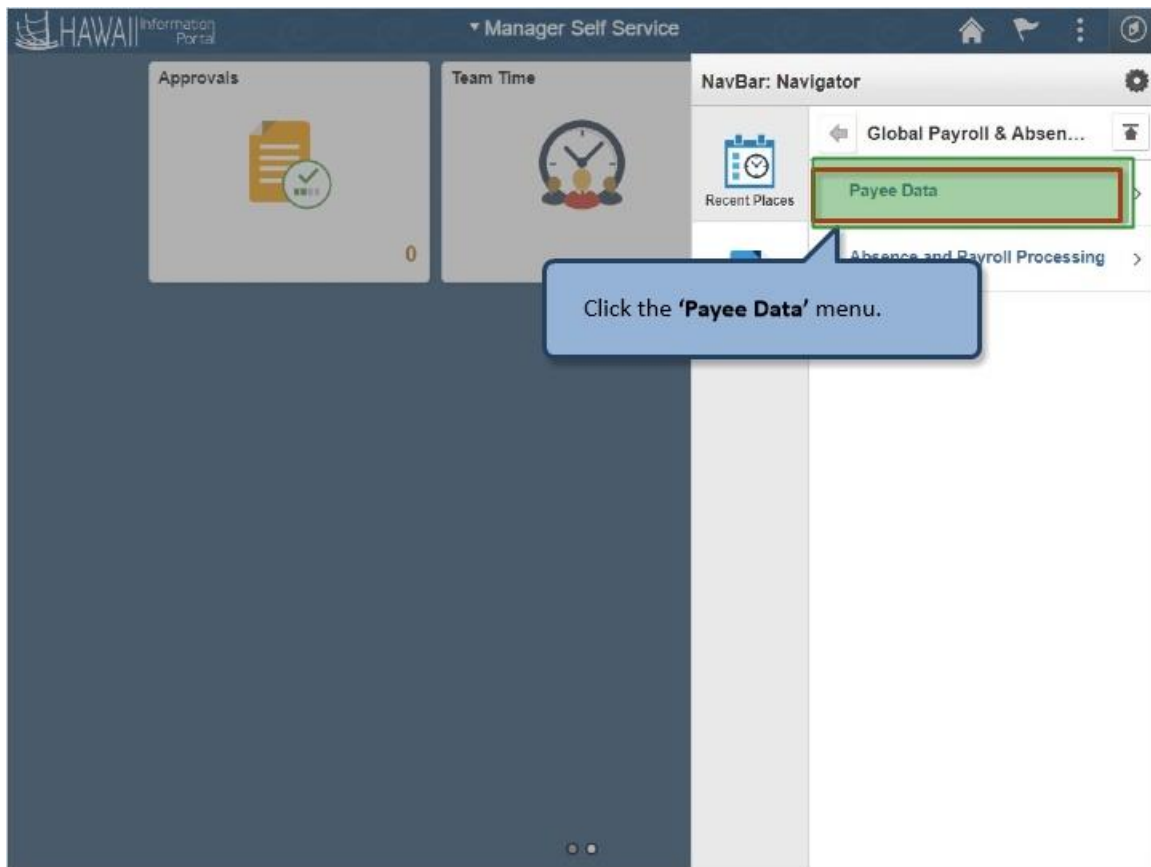 HAWAII Information
Portal
Manager Self Service
Approvals
0
Team Time
NavBar: Navigator
Recent Places
Global Payroll & Absen...
Payee Data
Absence and Payroll Processing
Click the ‘Payee Data’ menu.